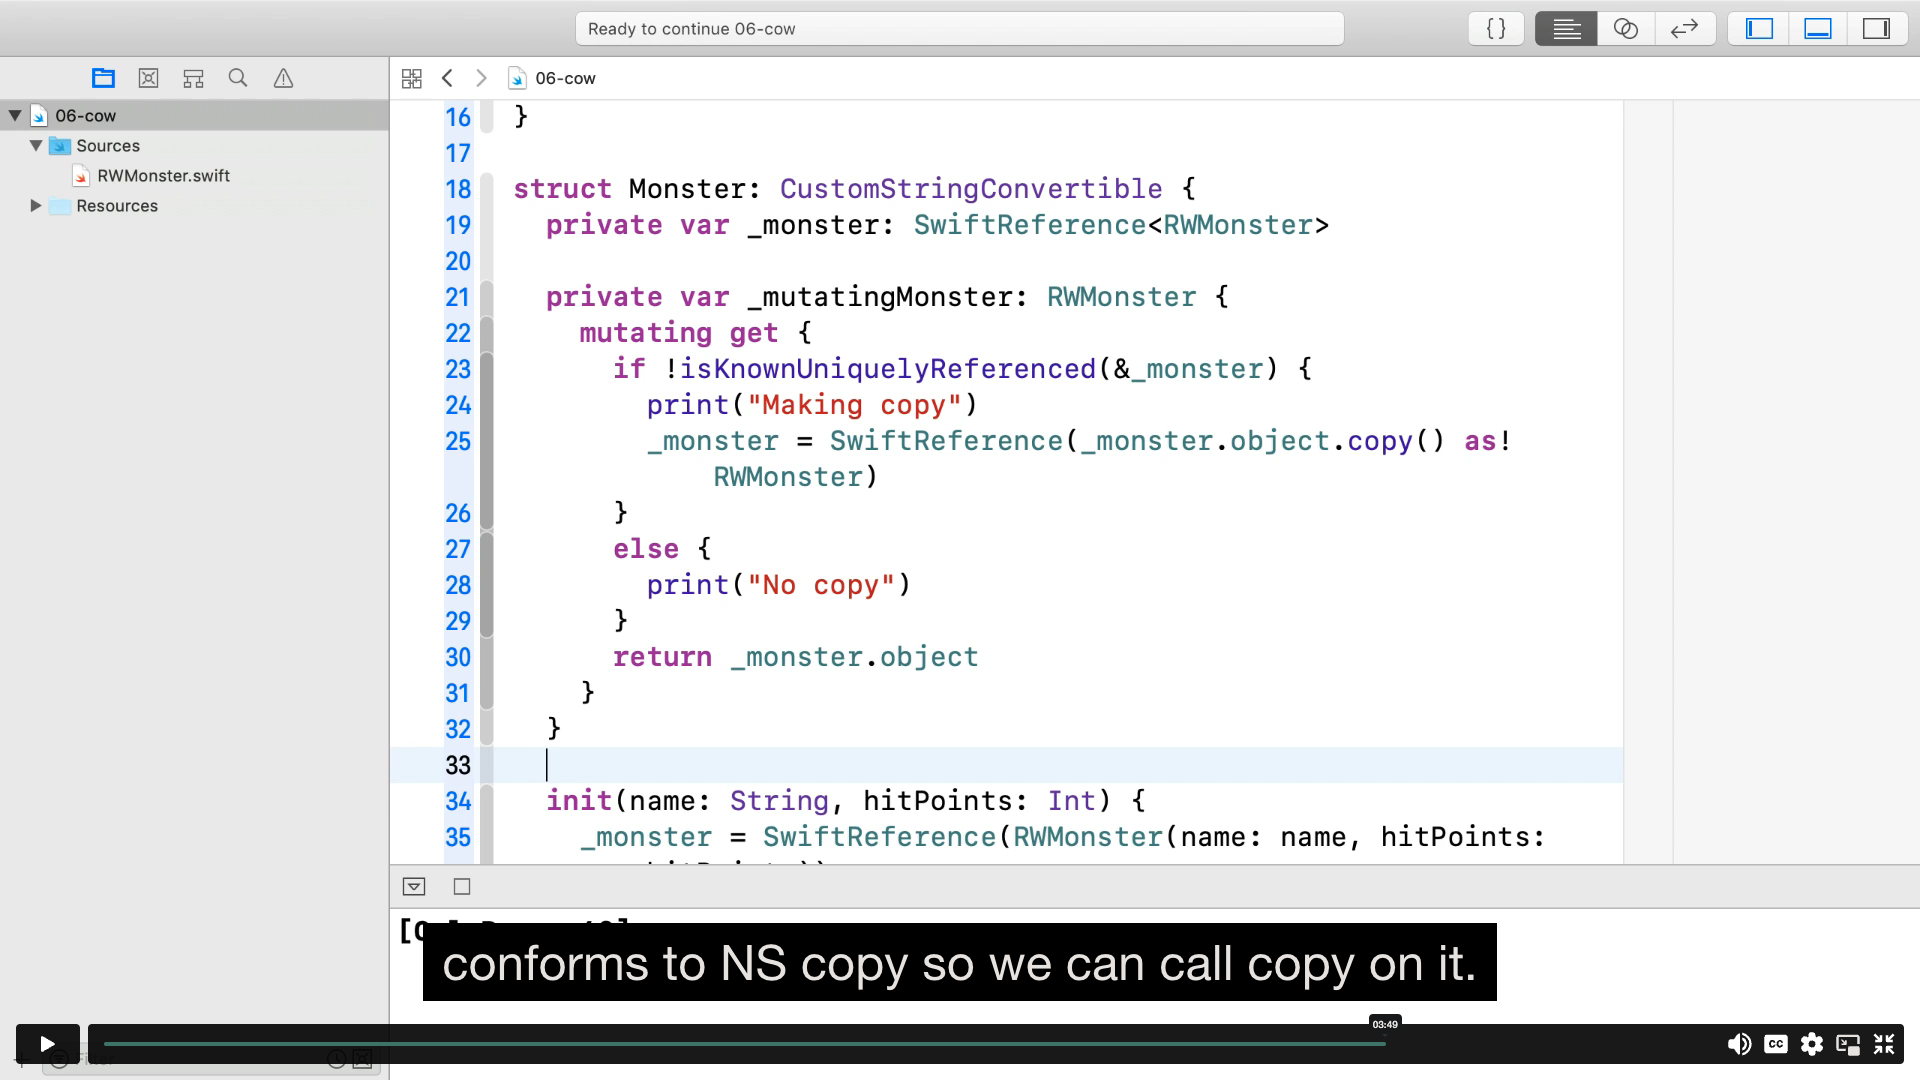 Ready to continue 06-cow
{ }
06-cow
Sources
RWMonster.swift
Resources
06-cow
16 }
17
18 struct Monster: CustomStringConvertible {
19 private var _monster: SwiftReference<RWMonster>
20
21 private var _mutatingMonster: RWMonster {
22 mutating get {
23 if !isKnownUniquelyReferenced(&_monster) {
24 print("Making copy")
25 _monster = SwiftReference(_monster.object.copy() as!
RWMonster)
26 }
27 else {
28 print("No copy")
29 }
30 return _monster.object
31 }
32 }
33
34 init(name: String, hitPoints: Int) {
35 _monster = SwiftReference(RWMonster(name: name, hitPoints:
conforms to NS copy so we can call copy on it.
03:49
CC